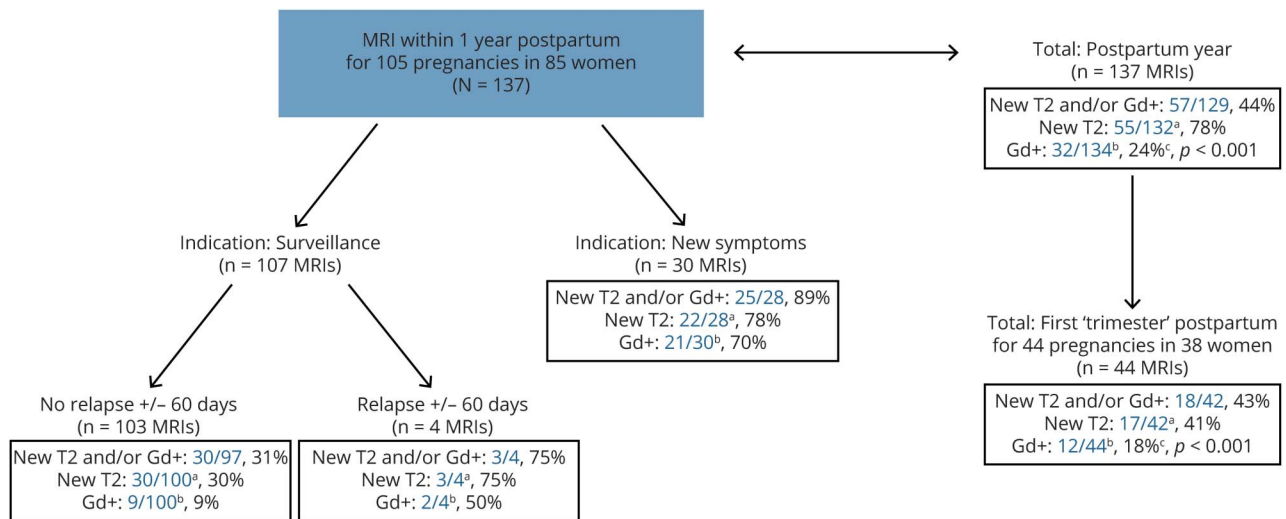 MRI within 1 year postpartum
for 105 pregnancies in 85 women
(N = 137)
Total: Postpartum year
(n = 137 MRIs)
New T2 and/or Gd+: 57/129, 44%
New T2: 55/132ᵃ, 78%
Gd+: 32/134ᵇ, 24%ᶜ, p < 0.001
Indication: Surveillance
(n = 107 MRIs)
Indication: New symptoms
(n = 30 MRIs)
New T2 and/or Gd+: 25/28, 89%
New T2: 22/28ᵃ, 78%
Gd+: 21/30ᵇ, 70%
Total: First ‘trimester’ postpartum
for 44 pregnancies in 38 women
(n = 44 MRIs)
New T2 and/or Gd+: 18/42, 43%
New T2: 17/42ᵃ, 41%
Gd+: 12/44ᵇ, 18%ᶜ, p < 0.001
No relapse +/– 60 days
(n = 103 MRIs)
New T2 and/or Gd+: 30/97, 31%
New T2: 30/100ᵃ, 30%
Gd+: 9/100ᵇ, 9%
Relapse +/– 60 days
(n = 4 MRIs)
New T2 and/or Gd+: 3/4, 75%
New T2: 3/4ᵃ, 75%
Gd+: 2/4ᵇ, 50%